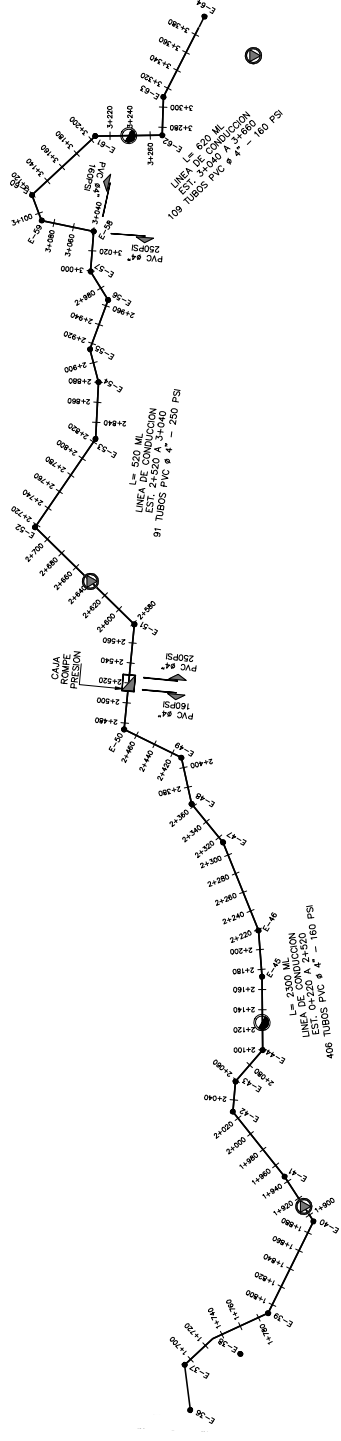 E-64
3+380
3+360
3+340
3+320
E-63
3+300
3+280
E-62
3+260
3+240
3+220
E-61
3+200
3+180
3+160
3+140
3+120
60
3+100
E-59
3+080
3+060
3+040
E-58
PVC ø4"
160PSI
PVC ø4"
250PSI
L= 620 ML
LINEA DE CONDUCCION
EST. 3+040 A 3+660
109 TUBOS PVC ø 4" - 160 PSI
3+020
3+000
E-57
2+980
E-56
2+960
2+940
2+920
E-55
2+900
2+880
E-54
2+860
2+840
2+820
E-53
2+800
2+780
2+760
2+740
2+720
E-52
L= 520 ML
LINEA DE CONDUCCION
EST. 2+520 A 3+040
91 TUBOS PVC ø 4" - 250 PSI
2+700
2+680
2+660
2+640
2+620
2+600
2+580
E-51
2+560
2+540
2+520
2+500
2+480
CAJA
ROMPE
PRESION
PVC ø4"
250PSI
PVC ø4"
160PSI
E-50
2+460
2+440
2+420
E-49
2+400
2+380
E-48
2+360
2+340
2+320
E-47
2+300
2+280
2+260
2+240
2+220
E-46
2+200
2+180
E-45
2+160
2+140
2+120
2+100
E-44
L= 2300 ML
LINEA DE CONDUCCION
EST. 0+220 A 2+520
406 TUBOS PVC ø 4" - 160 PSI
2+080
2+060
E-43
2+040
E-42
2+020
2+000
1+980
1+960
E-41
1+940
1+920
1+900
E-40
1+880
1+860
1+840
1+820
1+800
E-39
1+780
1+760
E-38
1+740
1+720
1+700
E-37
E-36